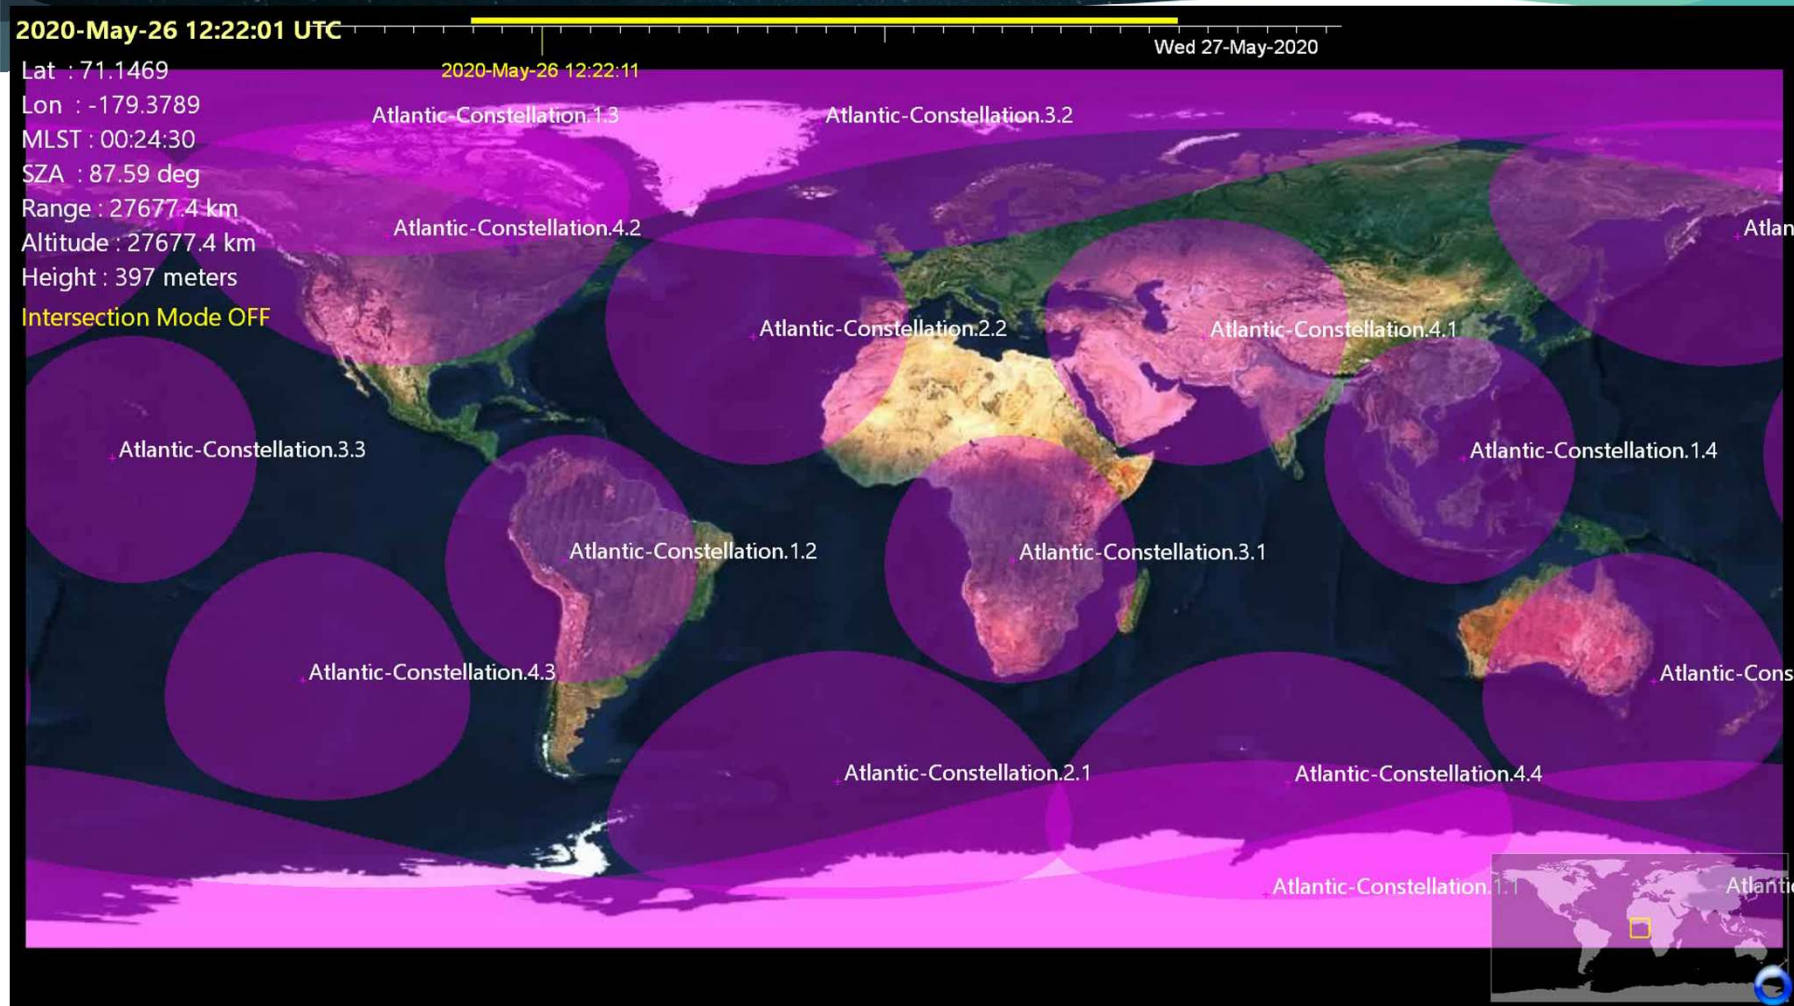 2020-May-26 12:22:01 UTC
Wed 27-May-2020
2020-May-26 12:22:11
Lat : 71.1469
Lon : -179.3789
MLST : 00:24:30
SZA : 87.59 deg
Range : 27677.4 km
Altitude : 27677.4 km
Height : 397 meters
Intersection Mode OFF
Atlantic-Constellation.1.3
Atlantic-Constellation.3.2
Atlantic-Constellation.4.2
Atlan
Atlantic-Constellation.2.2
Atlantic-Constellation.4.1
Atlantic-Constellation.3.3
Atlantic-Constellation.1.4
Atlantic-Constellation.1.2
Atlantic-Constellation.3.1
Atlantic-Constellation.4.3
Atlantic-Cons
Atlantic-Constellation.2.1
Atlantic-Constellation.4.4
Atlantic-Constellation.1.1
Atlanti